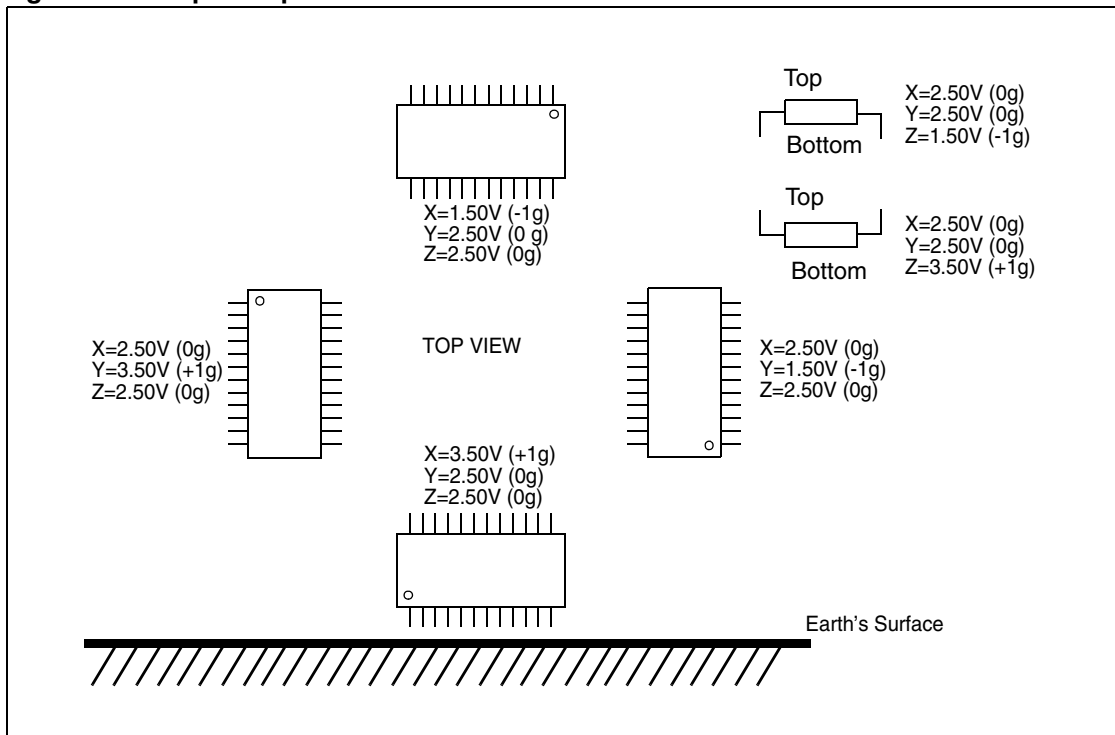 Top
X=2.50V (0g)
Y=2.50V (0g)
Z=1.50V (-1g)
Bottom
X=1.50V (-1g)
Y=2.50V (0 g)
Z=2.50V (0g)
Top
X=2.50V (0g)
Y=2.50V (0g)
Z=3.50V (+1g)
Bottom
X=2.50V (0g)
Y=3.50V (+1g)
Z=2.50V (0g)
TOP VIEW
X=2.50V (0g)
Y=1.50V (-1g)
Z=2.50V (0g)
X=3.50V (+1g)
Y=2.50V (0g)
Z=2.50V (0g)
Earth's Surface